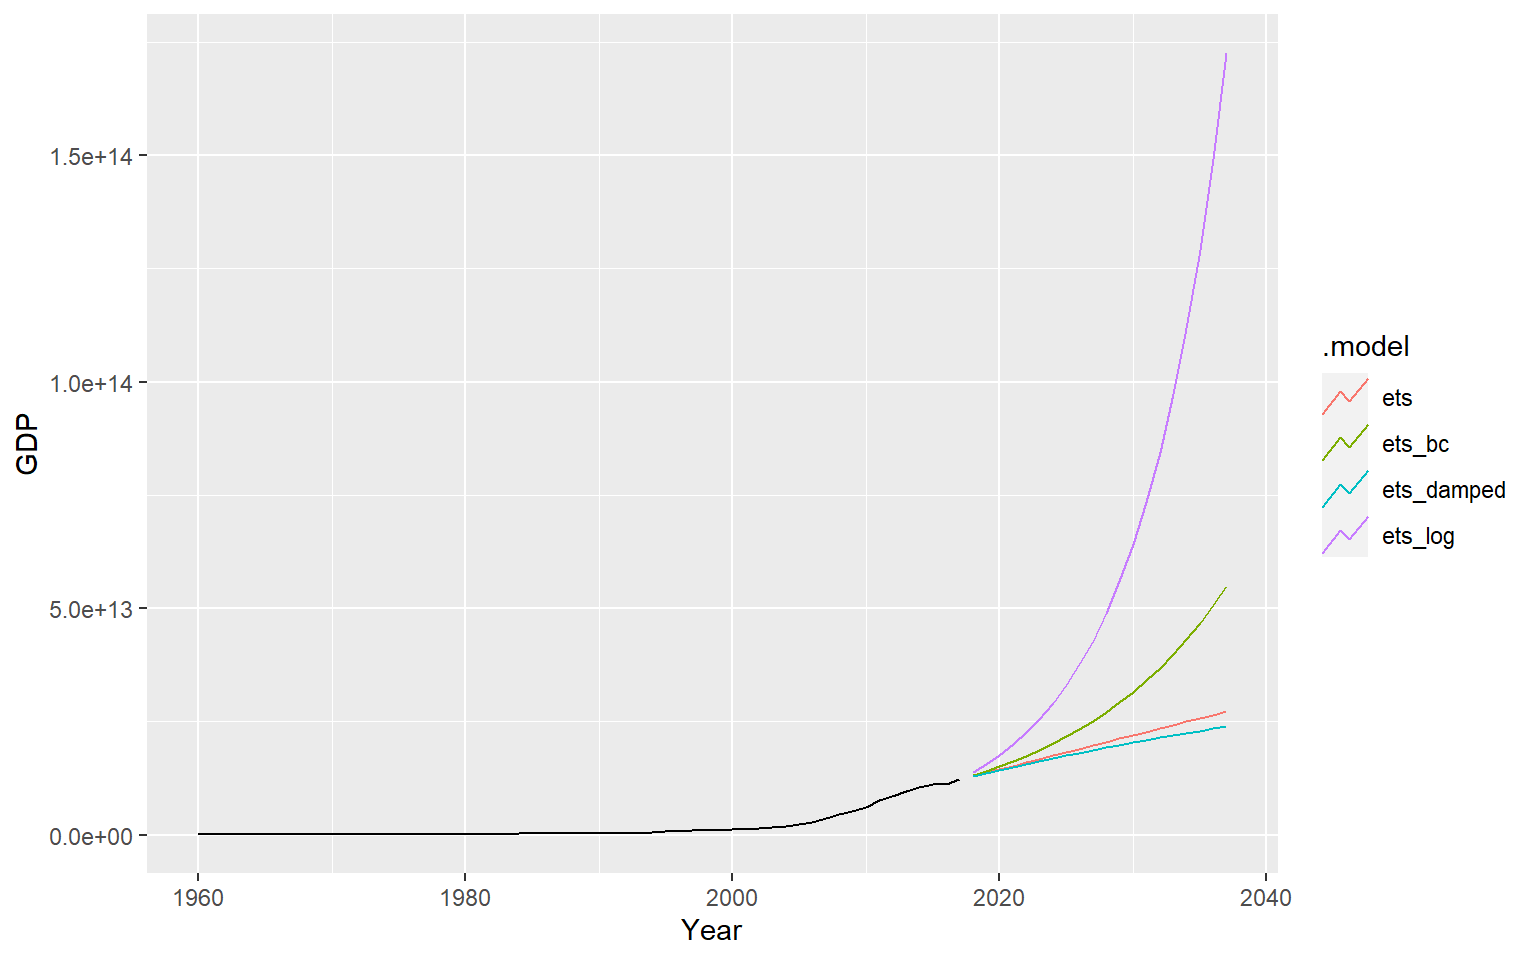 1.5e+14
1.0e+14
5.0e+13
0.0e+00
GDP
1960 1980 2000 2020 2040
Year
.model
ets
ets_bc
ets_damped
ets_log